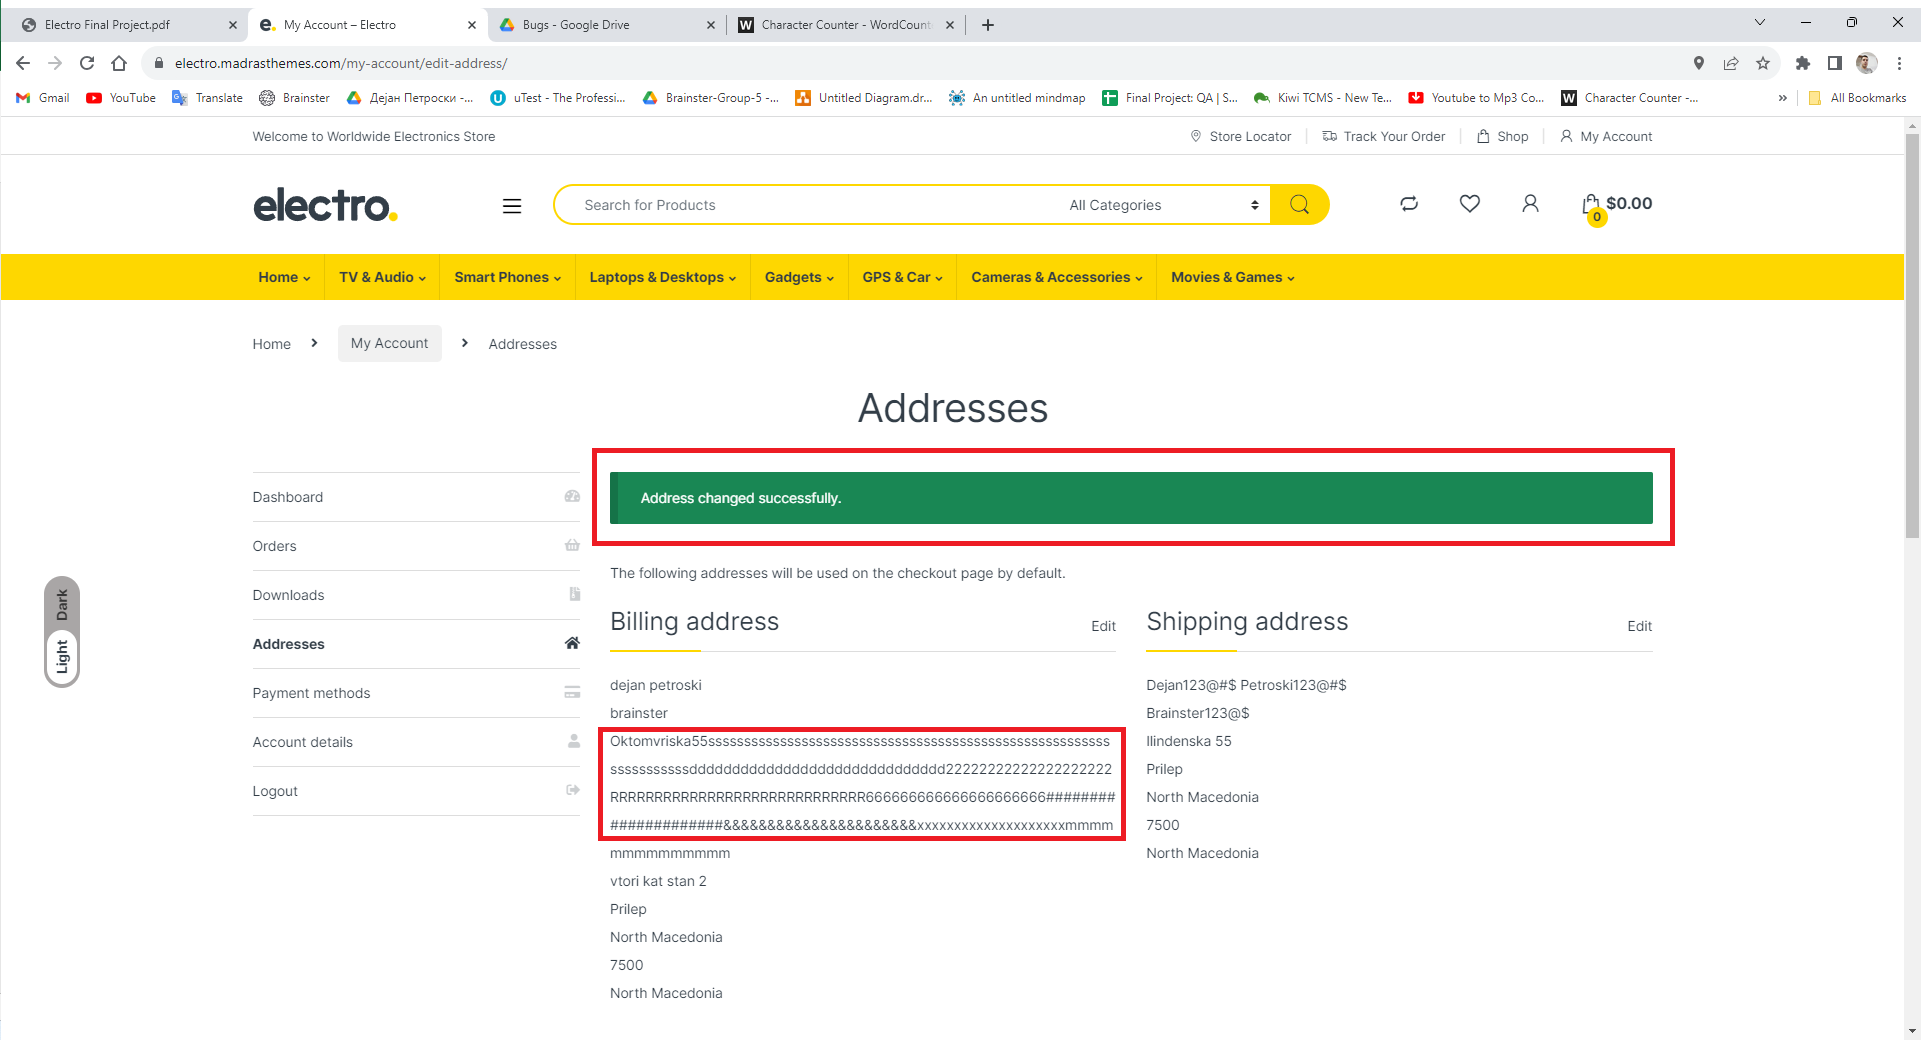 Electro Final Project.pdf
My Account – Electro
Bugs - Google Drive
Character Counter - WordCount
electro.madrasthemes.com/my-account/edit-address/
Gmail
YouTube
Translate
Brainster
Дејан Петроски -...
uTest - The Professi...
Brainster-Group-5 -...
Untitled Diagram.dr...
An untitled mindmap
Final Project: QA | S...
Kiwi TCMS - New Te...
Youtube to Mp3 Co...
Character Counter -...
All Bookmarks
Welcome to Worldwide Electronics Store
Store Locator
Track Your Order
Shop
My Account
electro.
Search for Products
All Categories
0
$0.00
Home
TV & Audio
Smart Phones
Laptops & Desktops
Gadgets
GPS & Car
Cameras & Accessories
Movies & Games
Home
My Account
Addresses
Addresses
Dashboard
Orders
Downloads
Addresses
Payment methods
Account details
Logout
Dark
Light
Address changed successfully.
The following addresses will be used on the checkout page by default.
Billing address
Edit
dejan petroski
brainster
mmmmmmmmmm
vtori kat stan 2
Prilep
North Macedonia
7500
North Macedonia
Shipping address
Edit
Dejan123@#$ Petroski123@#$
Brainster123@$
Ilindenska 55
Prilep
North Macedonia
7500
North Macedonia